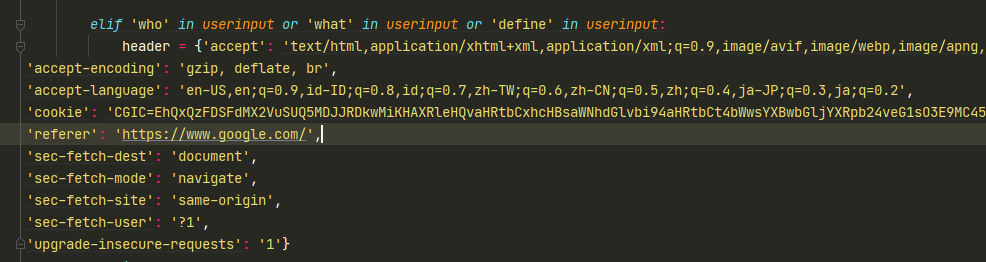 elif 'who' in userinput or 'what' in userinput or 'define' in userinput:
header = {'accept': 'text/html,application/xhtml+xml,application/xml;q=0.9,image/avif,image/webp,image/apng,
'accept-encoding': 'gzip, deflate, br',
'accept-language': 'en-US,en;q=0.9,id-ID;q=0.8,id;q=0.7,zh-TW;q=0.6,zh-CN;q=0.5,zh;q=0.4,ja-JP;q=0.3,ja;q=0.2',
'cookie': 'CGIC=EhQxQzFDSFdMX2VuSUQ5MDJJRDkwMiKHAXRleHQvaHRtbCxhcHBsaWNhdGlvbi94aHRtbCt4bWwsYXBwbGljYXRpb24veG1sO3E9MC45
'referer': 'https://www.google.com/',
'sec-fetch-dest': 'document',
'sec-fetch-mode': 'navigate',
'sec-fetch-site': 'same-origin',
'sec-fetch-user': '?1',
'upgrade-insecure-requests': '1'}